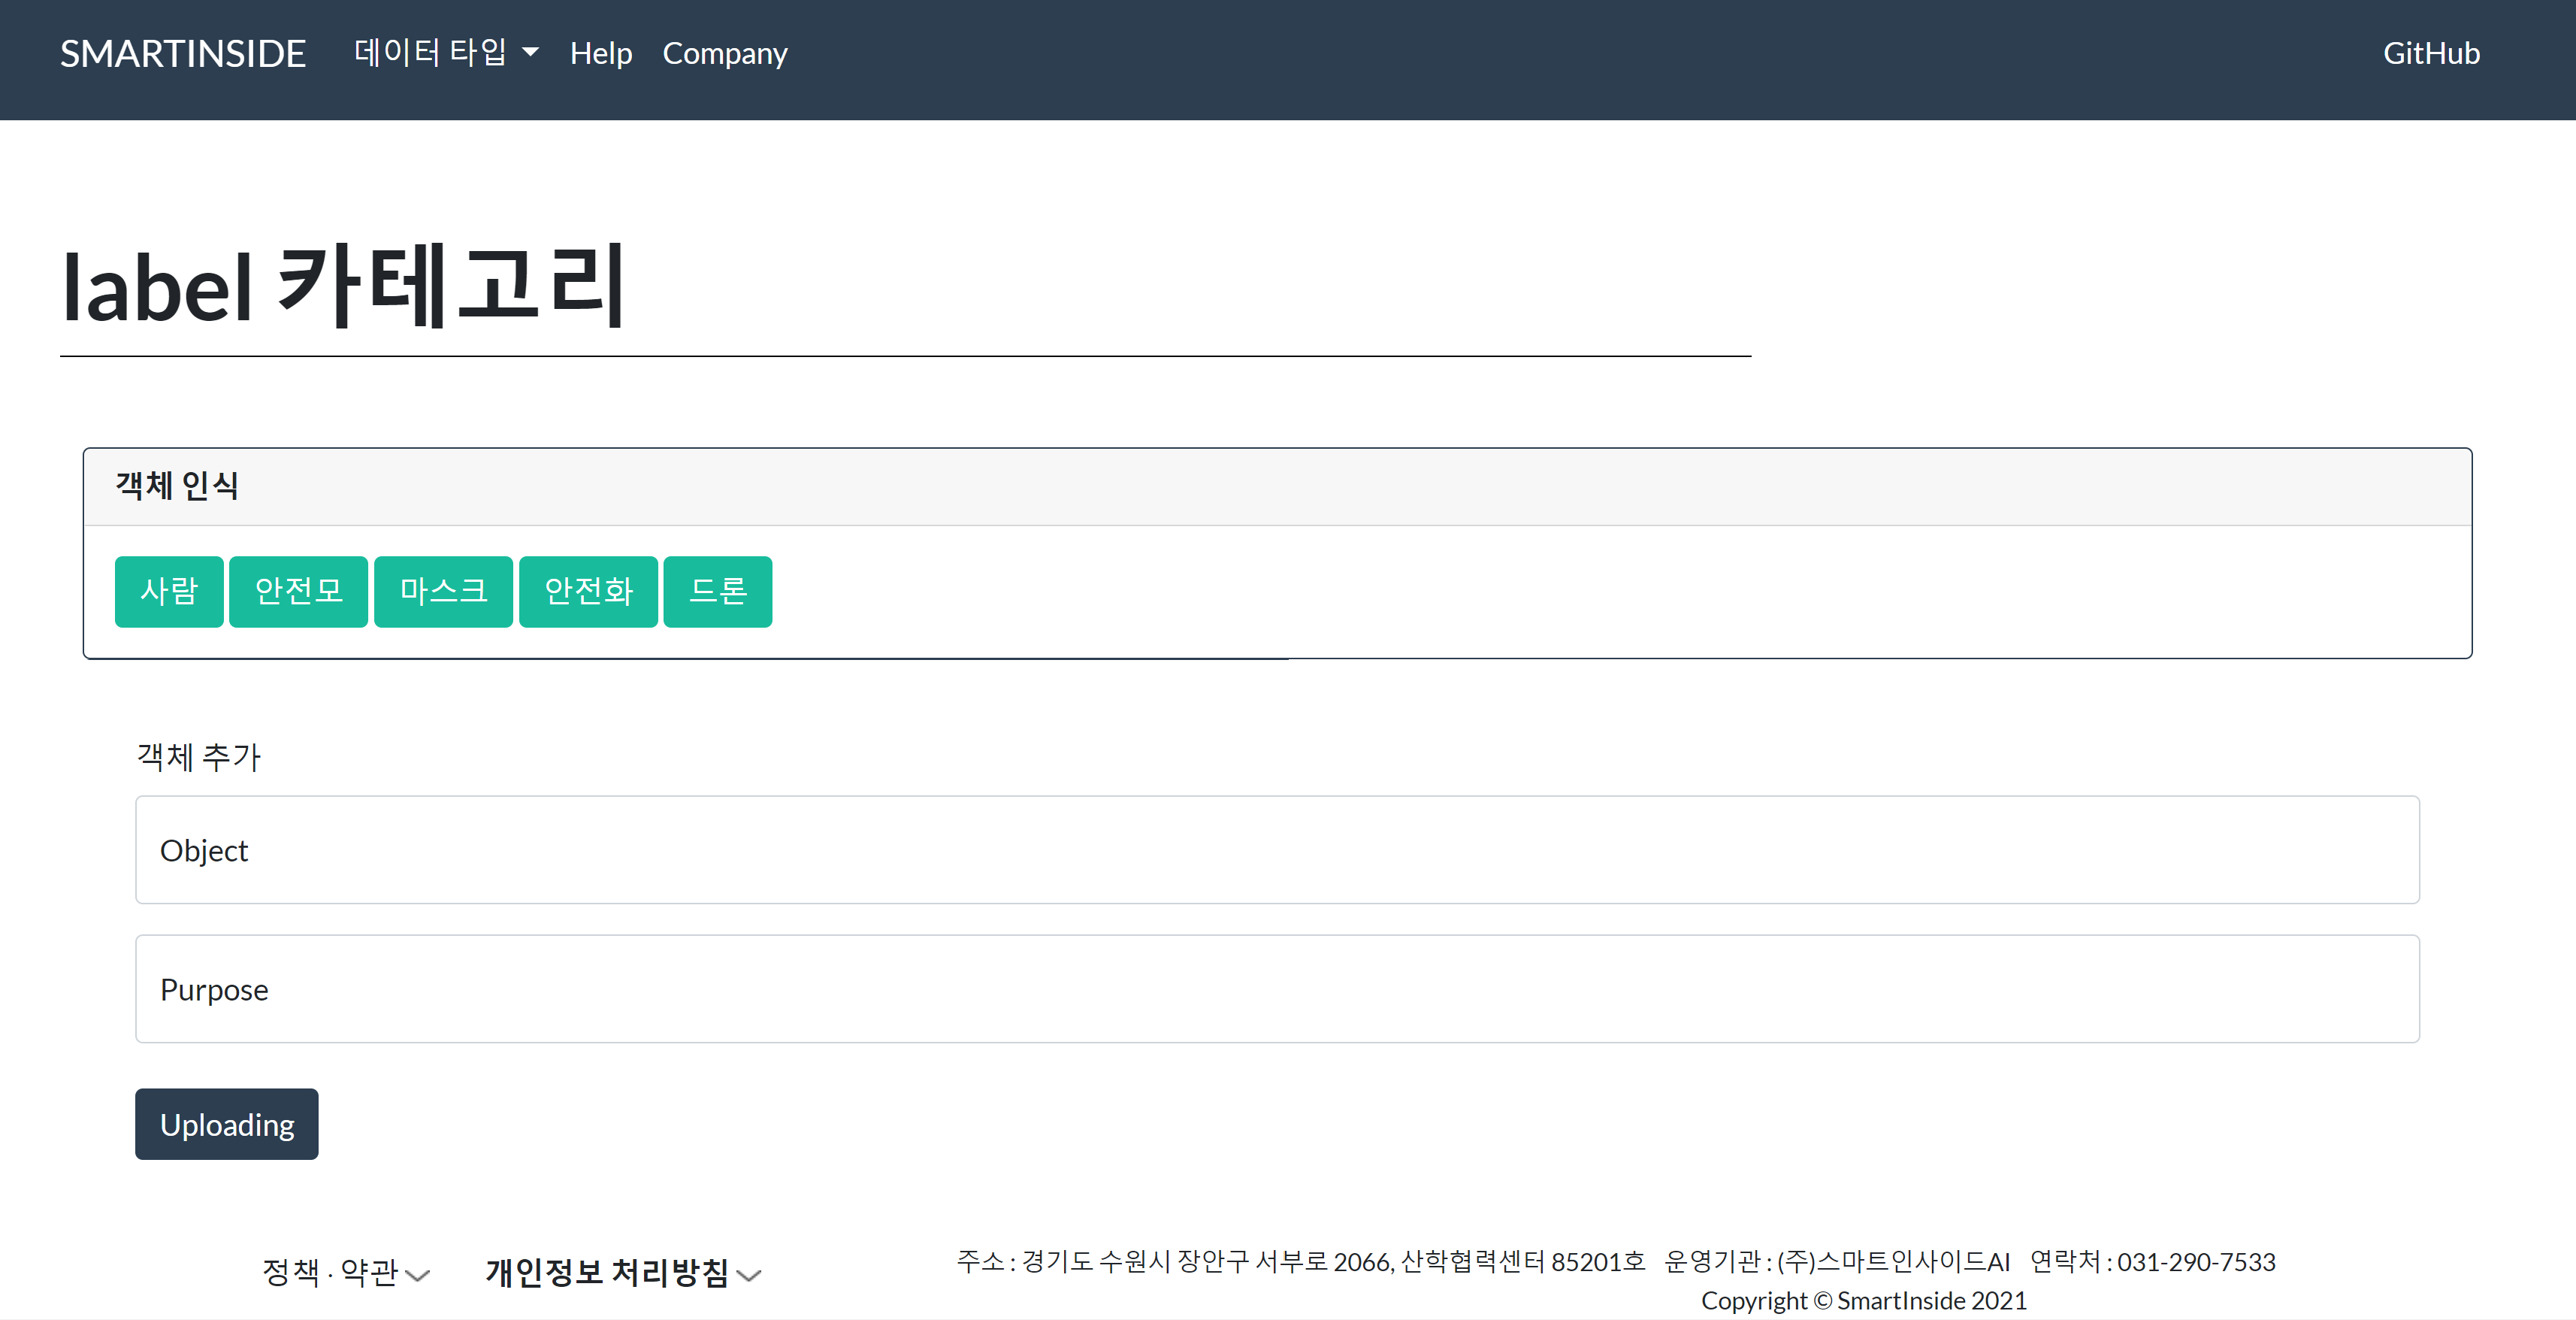 SMARTINSIDE 데이터 타입 Help Company GitHub
label 카테고리
객체 인식
사람 안전모 마스크 안전화 드론
객체 추가
Object
Purpose
Uploading
정책 · 약관 개인정보 처리방침
주소 : 경기도 수원시 장안구 서부로 2066, 산학협력센터 85201호 운영기관 : (주)스마트인사이드AI 연락처 : 031-290-7533
Copyright © SmartInside 2021